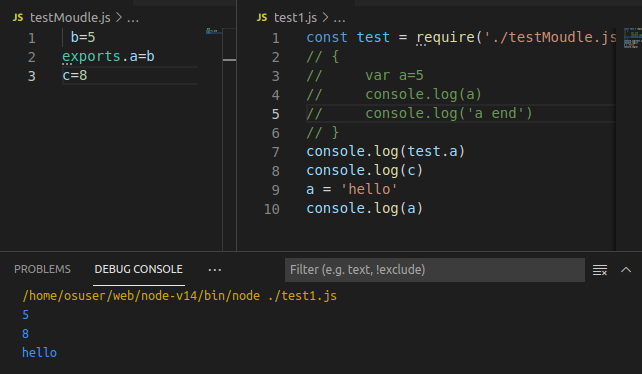 JS testMoudle.js > ...
1 b=5
2 exports.a=b
3 c=8
JS test1.js > ...
1 const test = require('./testMoudle.js
2 // {
3 //     var a=5
4 //     console.log(a)
5 //     console.log('a end')
6 // }
7 console.log(test.a)
8 console.log(c)
9 a = 'hello'
10 console.log(a)
PROBLEMS DEBUG CONSOLE ... Filter (e.g. text, !exclude)
/home/osuser/web/node-v14/bin/node ./test1.js
5
8
hello